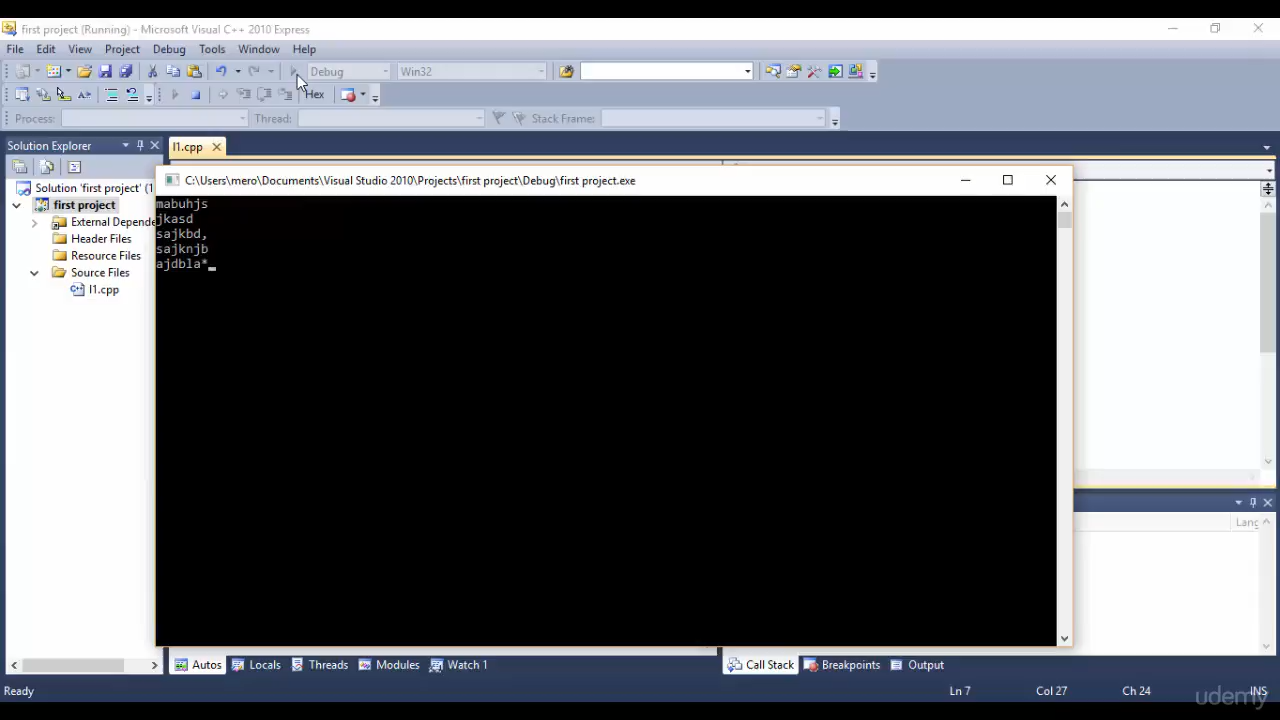 first project (Running) - Microsoft Visual C++ 2010 Express
File Edit View Project Debug Tools Window Help
Debug Win32
Hex
Process: Thread: Stack Frame:
Solution Explorer
l1.cpp
C:\Users\mero\Documents\Visual Studio 2010\Projects\first project\Debug\first project.exe
Solution 'first project' (1
first project
External Depende
Header Files
Resource Files
Source Files
l1.cpp
mabuhjs
jkasd
sajkbd,
sajknjb
ajdbla*_
Lang
Autos Locals Threads Modules Watch 1
Call Stack Breakpoints Output
Ready Ln 7 Col 27 Ch 24 INS
udemy